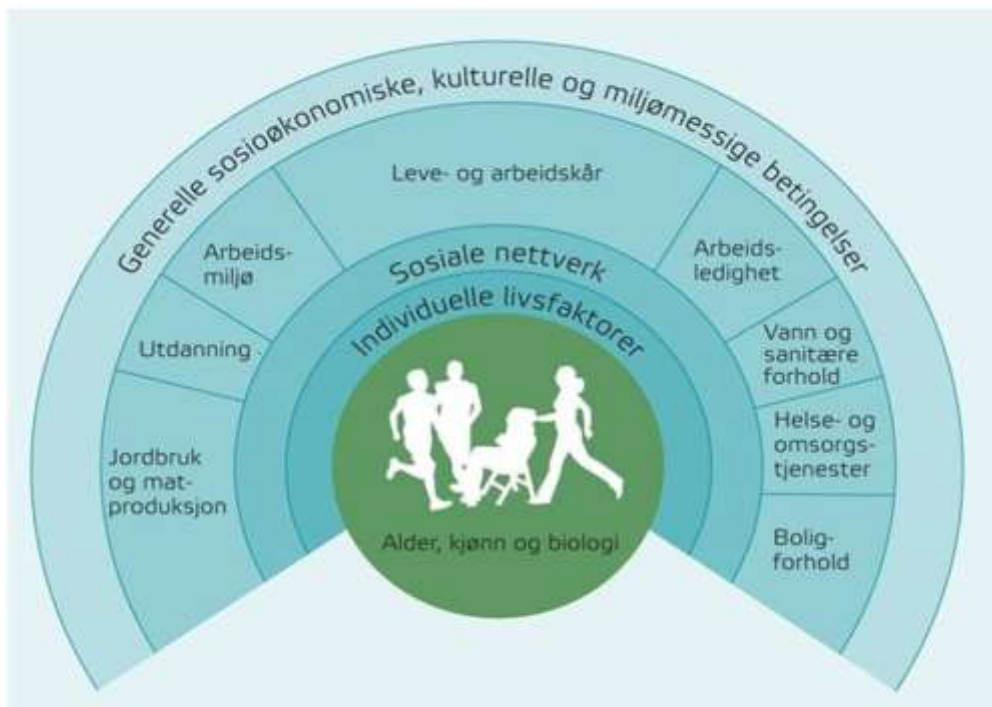 Generelle sosioøkonomiske, kulturelle og miljømessige betingelser
Leve- og arbeidskår
Arbeids-
miljø
Sosiale nettverk
Arbeids-
ledighet
Individuelle livsfaktorer
Utdanning
Vann og
sanitære
forhold
Helse- og
omsorgs-
tjenester
Jordbruk
og mat-
produksjon
Alder, kjønn og biologi
Bolig-
forhold